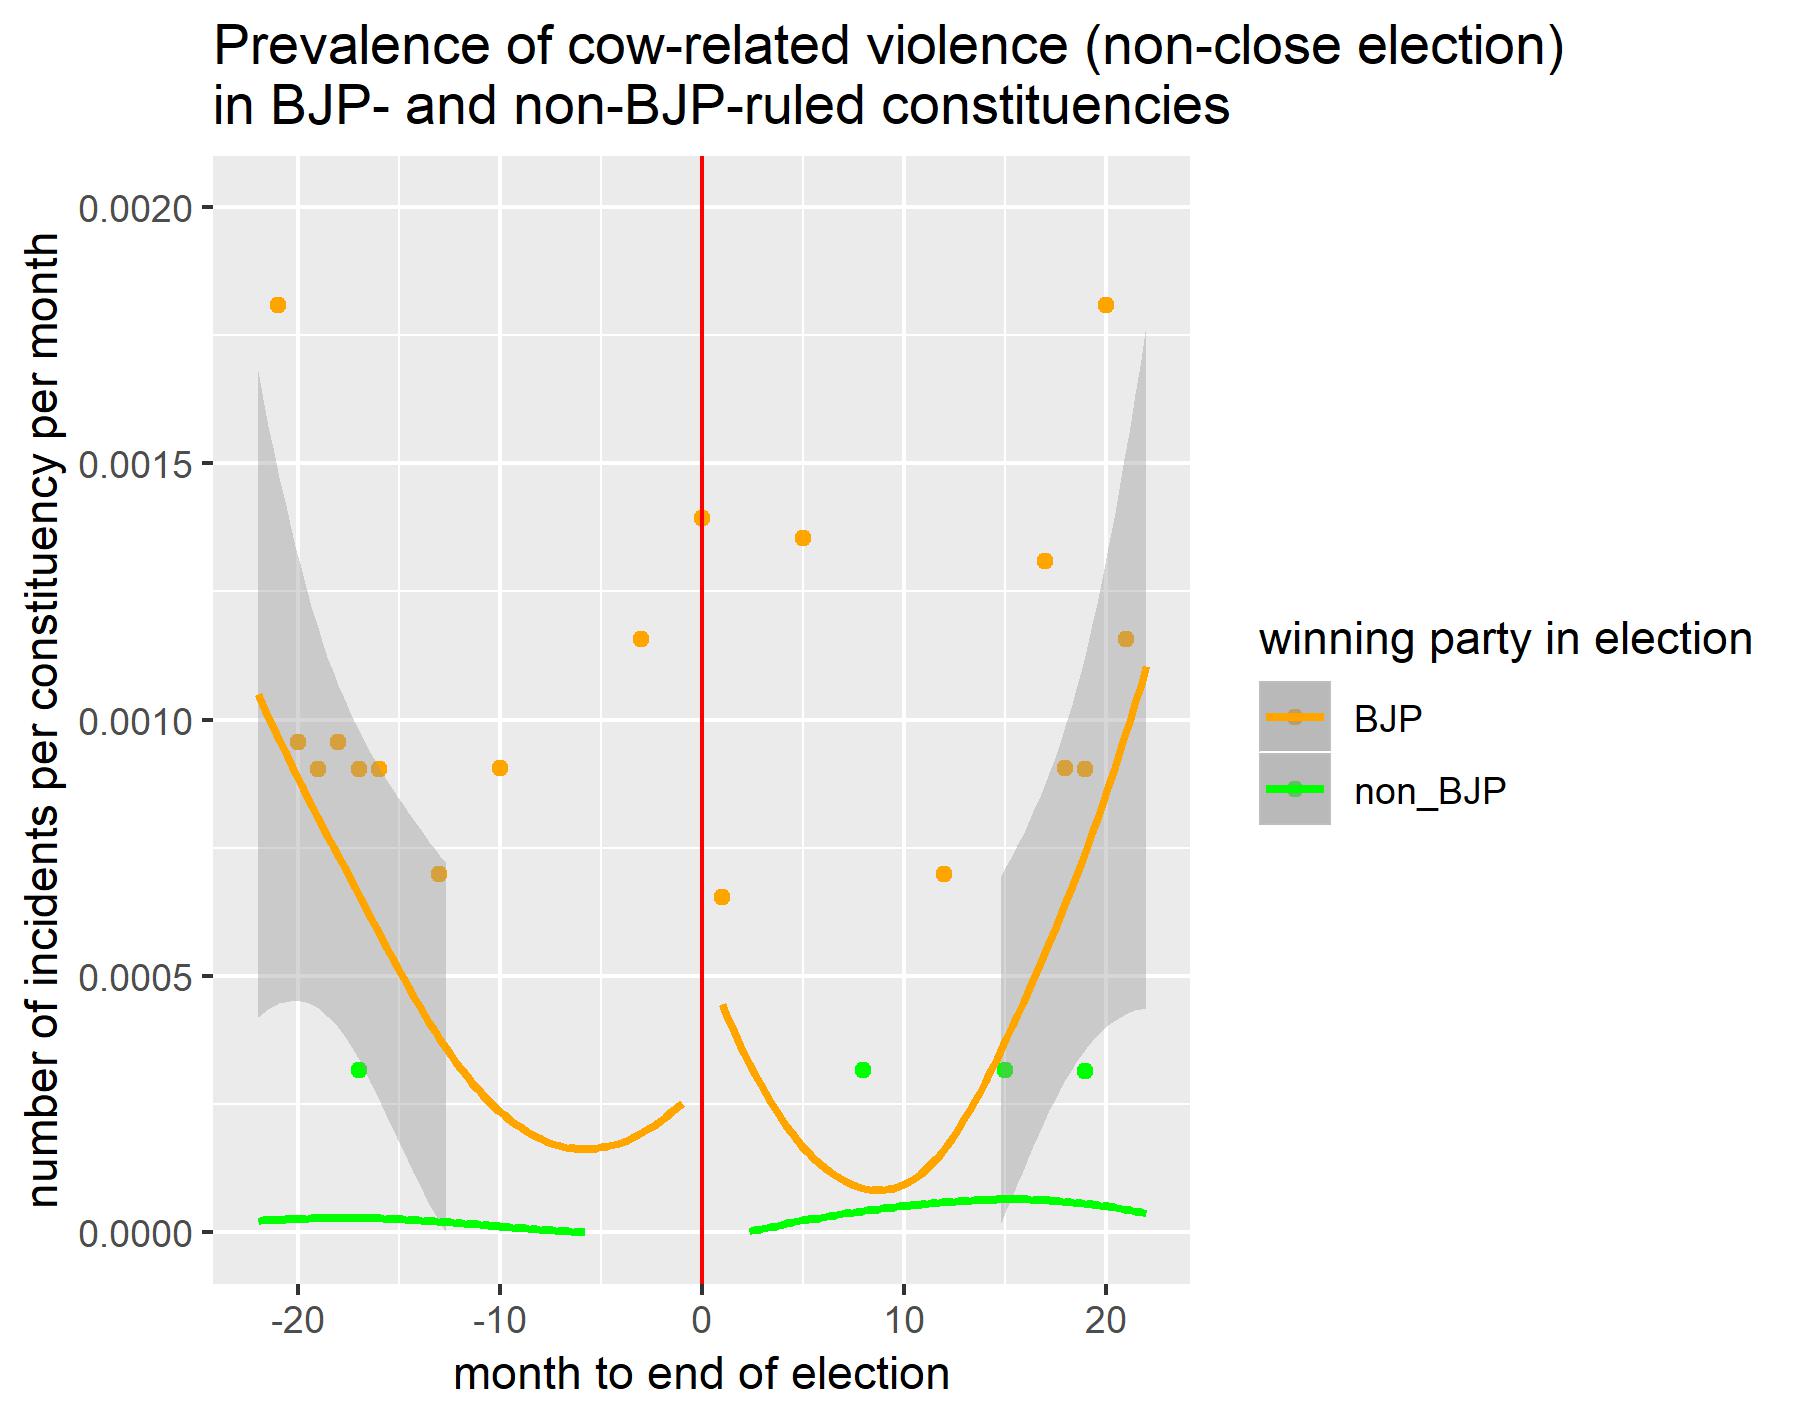 Prevalence of cow-related violence (non-close election)
in BJP- and non-BJP-ruled constituencies
number of incidents per constituency per month
0.0020
0.0015
0.0010
0.0005
0.0000
-20
-10
0
10
20
month to end of election
winning party in election
BJP
non_BJP